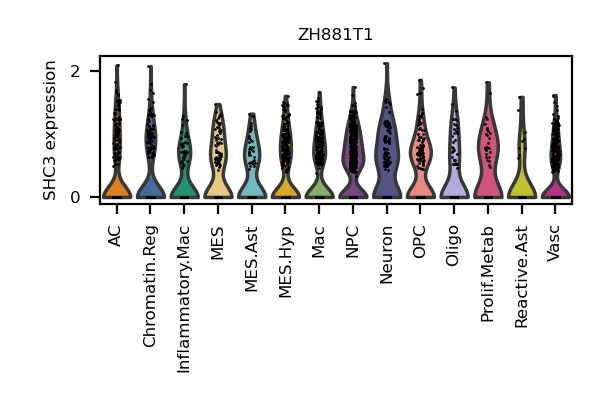 ZH881T1
SHC3 expression
2
0
AC
Chromatin.Reg
Inflammatory.Mac
MES
MES.Ast
MES.Hyp
Mac
NPC
Neuron
OPC
Oligo
Prolif.Metab
Reactive.Ast
Vasc